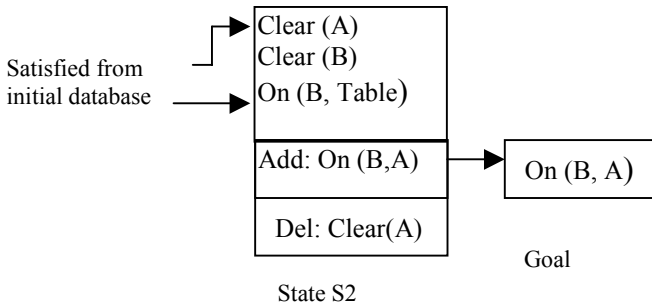 Satisfied from
initial database
Clear (A)
Clear (B)
On (B, Table)
Add: On (B,A)
Del: Clear(A)
State S2
On (B, A)
Goal